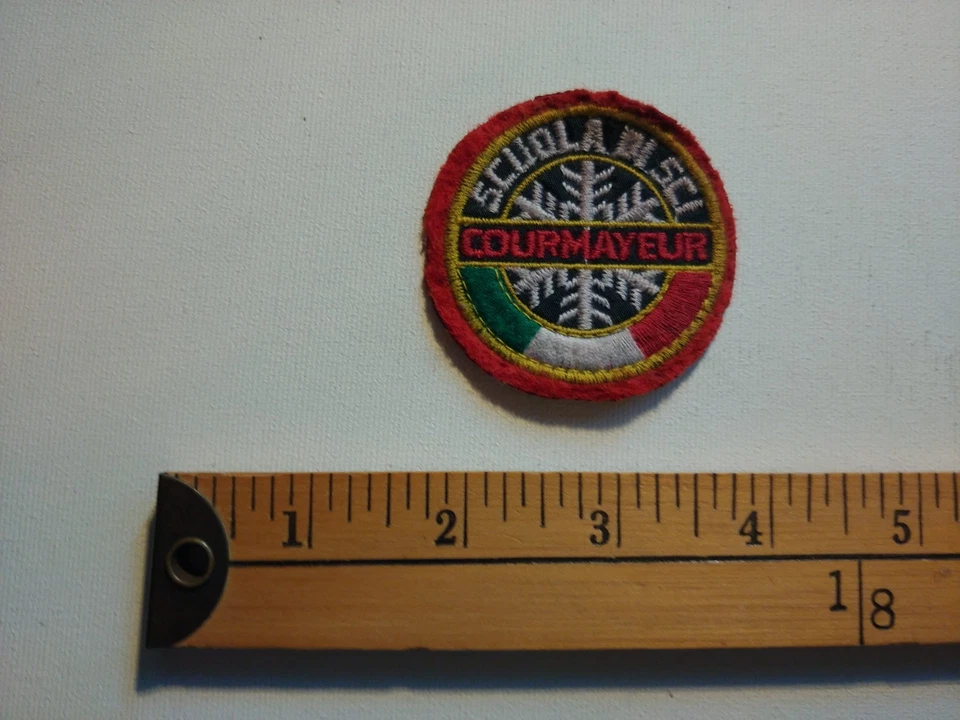 SCUOLA DI SCI
COURMAYEUR
1 2 3 4 5
1 8